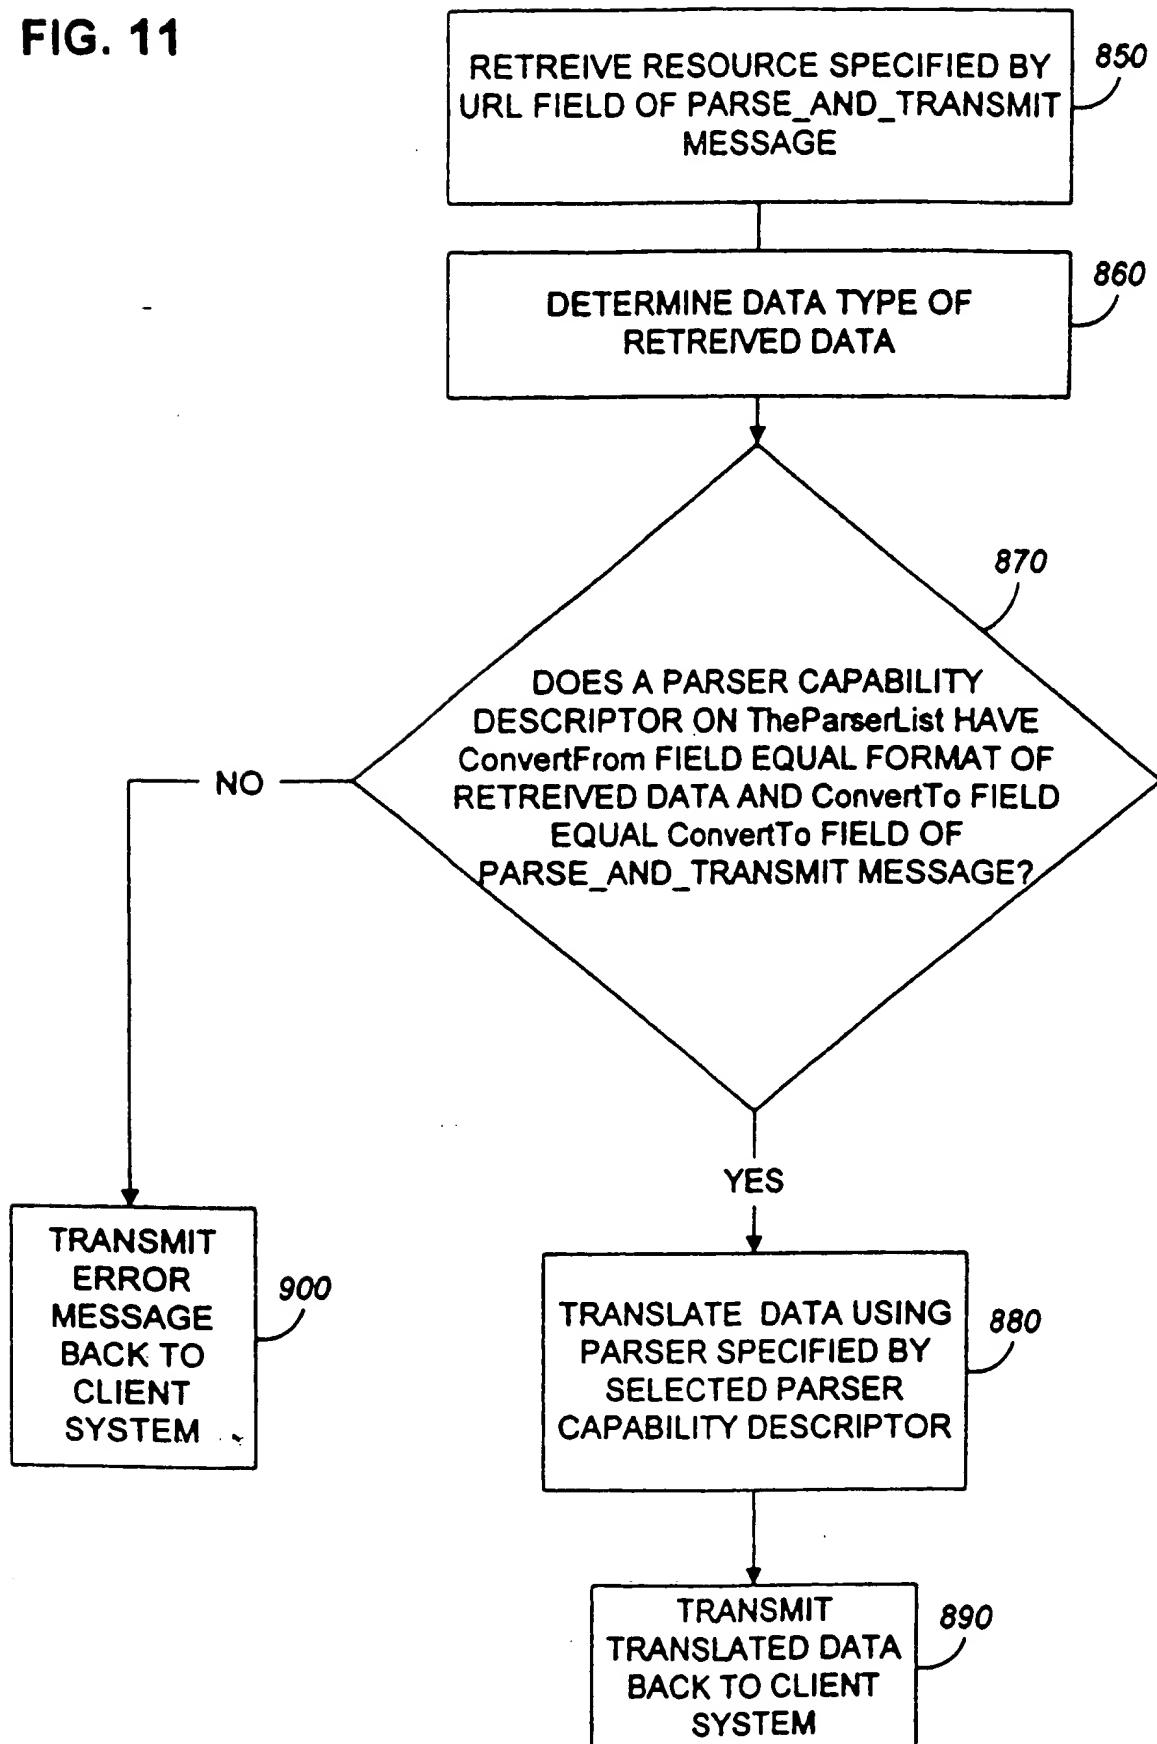 FIG. 11
RETREIVE RESOURCE SPECIFIED BY
URL FIELD OF PARSE_AND_TRANSMIT
MESSAGE
850
DETERMINE DATA TYPE OF
RETREIVED DATA
860
870
DOES A PARSER CAPABILITY
DESCRIPTOR ON TheParserList HAVE
ConvertFrom FIELD EQUAL FORMAT OF
RETREIVED DATA AND ConvertTo FIELD
EQUAL ConvertTo FIELD OF
PARSE_AND_TRANSMIT MESSAGE?
NO
YES
TRANSMIT
ERROR
MESSAGE
BACK TO
CLIENT
SYSTEM
900
TRANSLATE DATA USING
PARSER SPECIFIED BY
SELECTED PARSER
CAPABILITY DESCRIPTOR
880
TRANSMIT
TRANSLATED DATA
BACK TO CLIENT
SYSTEM
890